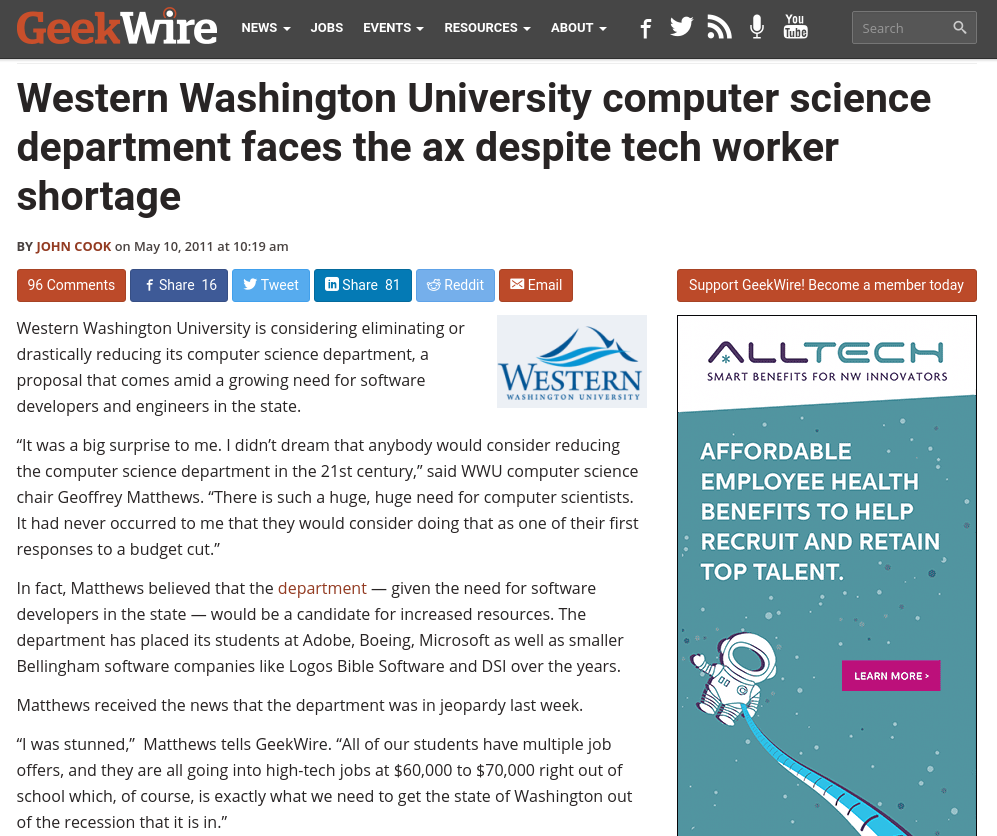 GeekWire NEWS JOBS EVENTS RESOURCES ABOUT You Tube Search
Western Washington University computer science
department faces the ax despite tech worker
shortage
BY JOHN COOK on May 10, 2011 at 10:19 am
96 Comments Share 16 Tweet Share 81 Reddit Email
Support GeekWire! Become a member today
Western Washington University is considering eliminating or
drastically reducing its computer science department, a
proposal that comes amid a growing need for software
developers and engineers in the state.
WESTERN
WASHINGTON UNIVERSITY
“It was a big surprise to me. I didn’t dream that anybody would consider reducing
the computer science department in the 21st century,” said WWU computer science
chair Geoffrey Matthews. “There is such a huge, huge need for computer scientists.
It had never occurred to me that they would consider doing that as one of their first
responses to a budget cut.”
In fact, Matthews believed that the department — given the need for software
developers in the state — would be a candidate for increased resources. The
department has placed its students at Adobe, Boeing, Microsoft as well as smaller
Bellingham software companies like Logos Bible Software and DSI over the years.
Matthews received the news that the department was in jeopardy last week.
“I was stunned,”  Matthews tells GeekWire. “All of our students have multiple job
offers, and they are all going into high-tech jobs at $60,000 to $70,000 right out of
school which, of course, is exactly what we need to get the state of Washington out
of the recession that it is in.”
ALLTECH
SMART BENEFITS FOR NW INNOVATORS
AFFORDABLE
EMPLOYEE HEALTH
BENEFITS TO HELP
RECRUIT AND RETAIN
TOP TALENT.
LEARN MORE >